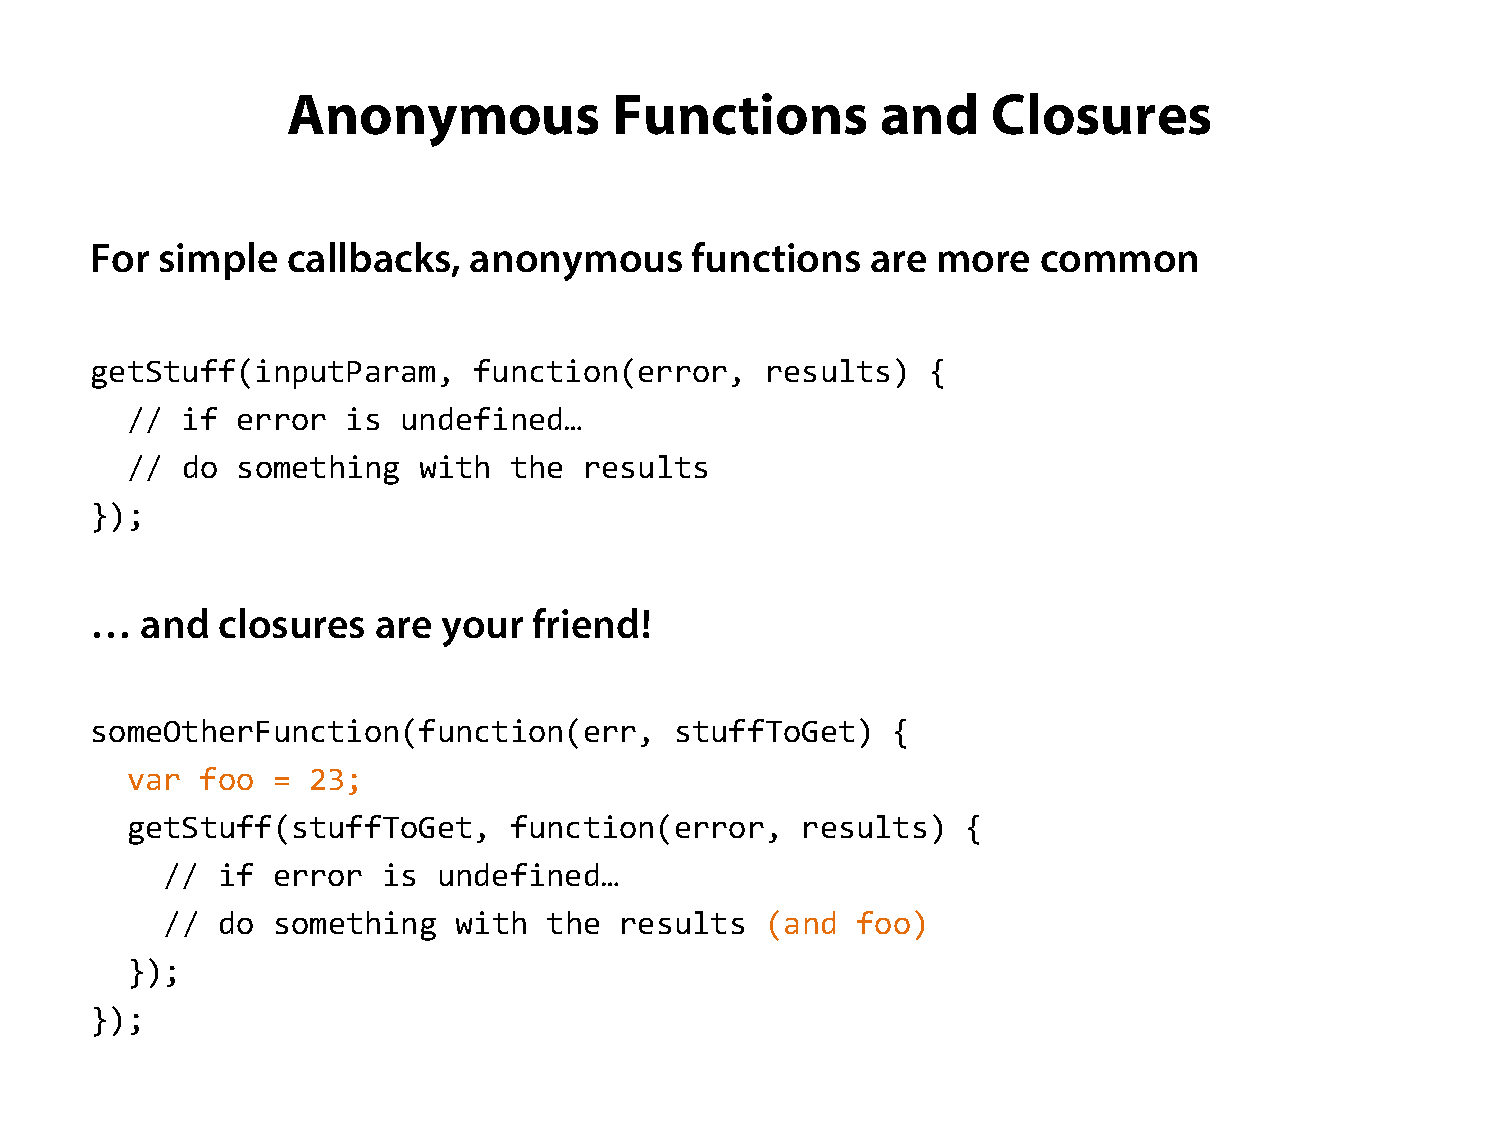 Anonymous Functions and Closures
For simple callbacks, anonymous functions are more common
getStuff(inputParam, function(error, results) {
  // if error is undefined…
  // do something with the results
});
… and closures are your friend!
someOtherFunction(function(err, stuffToGet) {
  var foo = 23;
  getStuff(stuffToGet, function(error, results) {
    // if error is undefined…
    // do something with the results (and foo)
  });
});